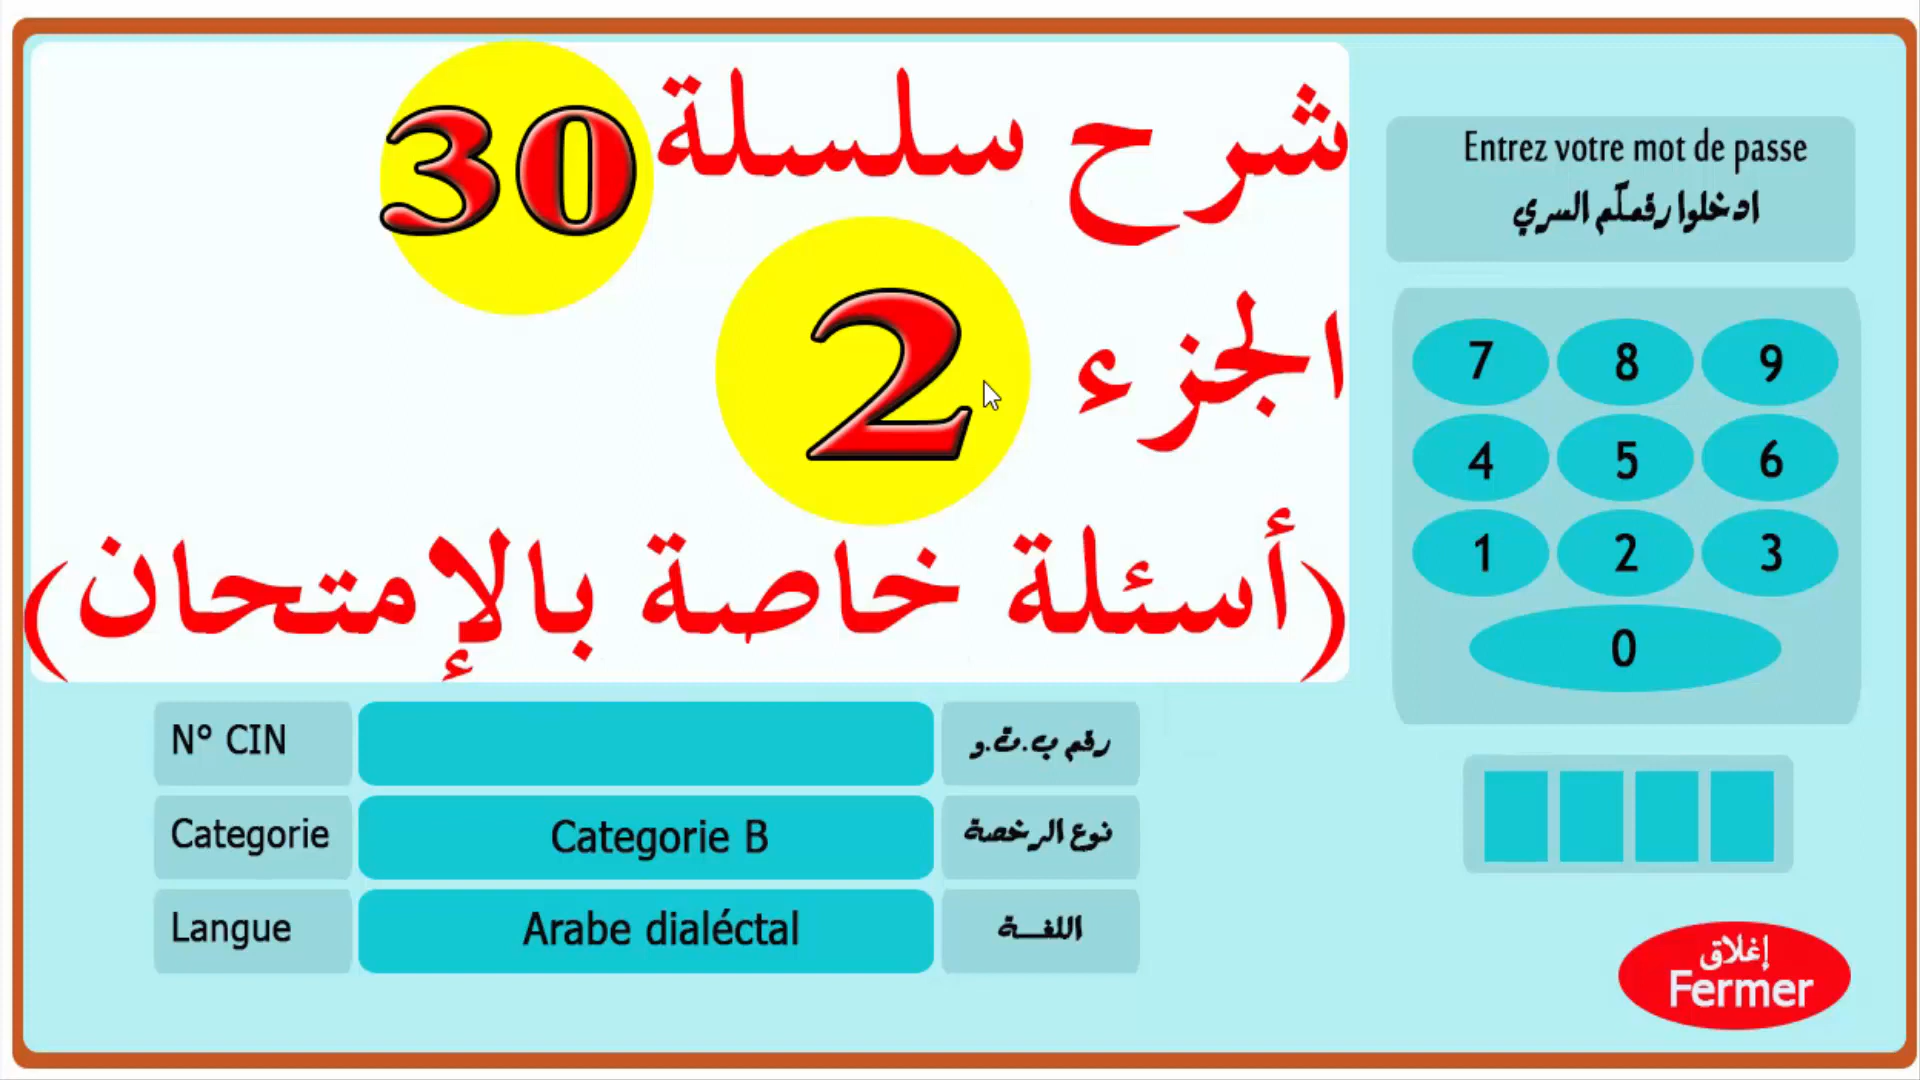 شرح سلسلة 30
الجزء 2
(أسئلة خاصة بالإمتحان)
Entrez votre mot de passe
ادخلوا رقمكم السري
7 8 9
4 5 6
1 2 3
0
N° CIN رقم ب.ت.و
Categorie Categorie B نوع الرخصة
Langue Arabe dialéctal اللغـــة
إغلاق
Fermer